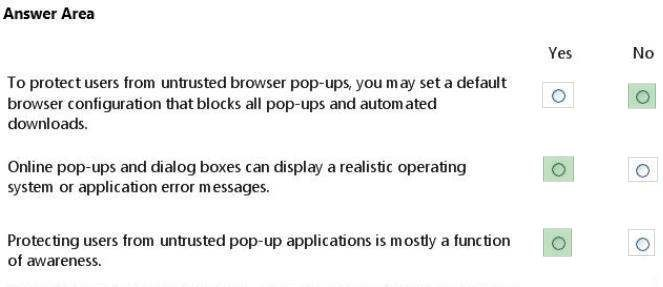 Answer Area
Yes No
To protect users from untrusted browser pop-ups, you may set a default
browser configuration that blocks all pop-ups and automated
downloads.
Online pop-ups and dialog boxes can display a realistic operating
system or application error messages.
Protecting users from untrusted pop-up applications is mostly a function
of awareness.